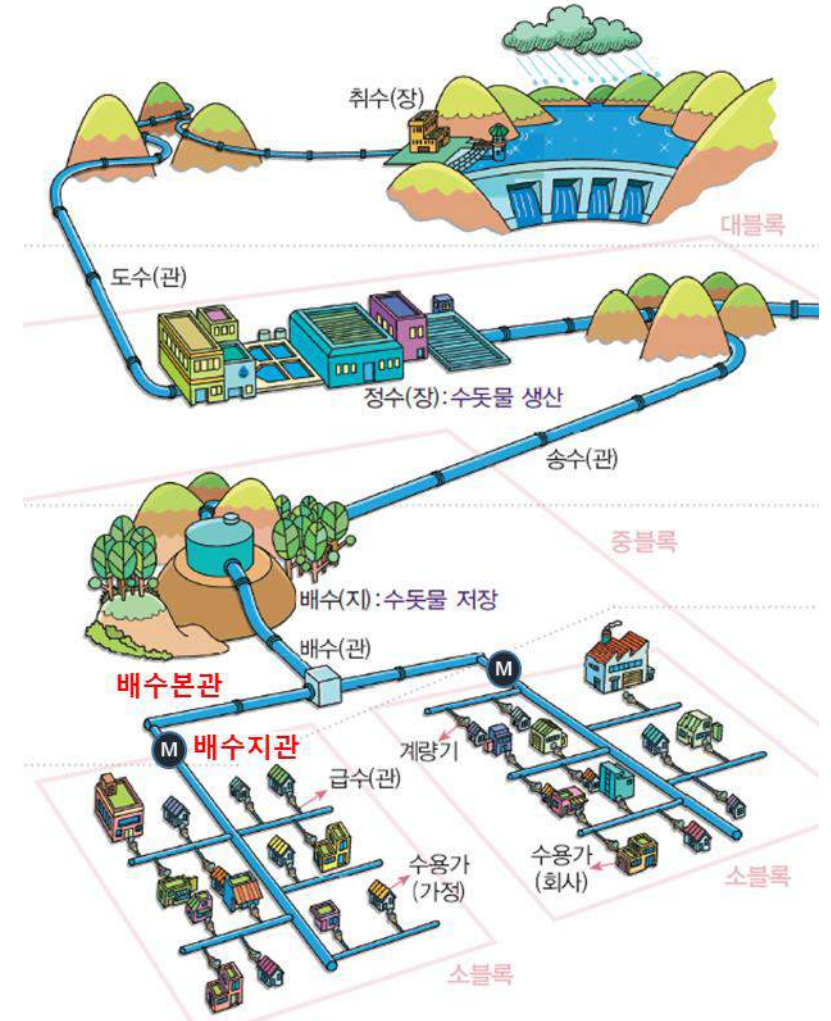 취수(장)
대블록
도수(관)
정수(장): 수돗물 생산
송수(관)
중블록
배수(지): 수돗물 저장
배수(관)
배수본관
M
M
배수지관
계량기
급수(관)
수용가
(가정)
수용가
(회사)
소블록
소블록